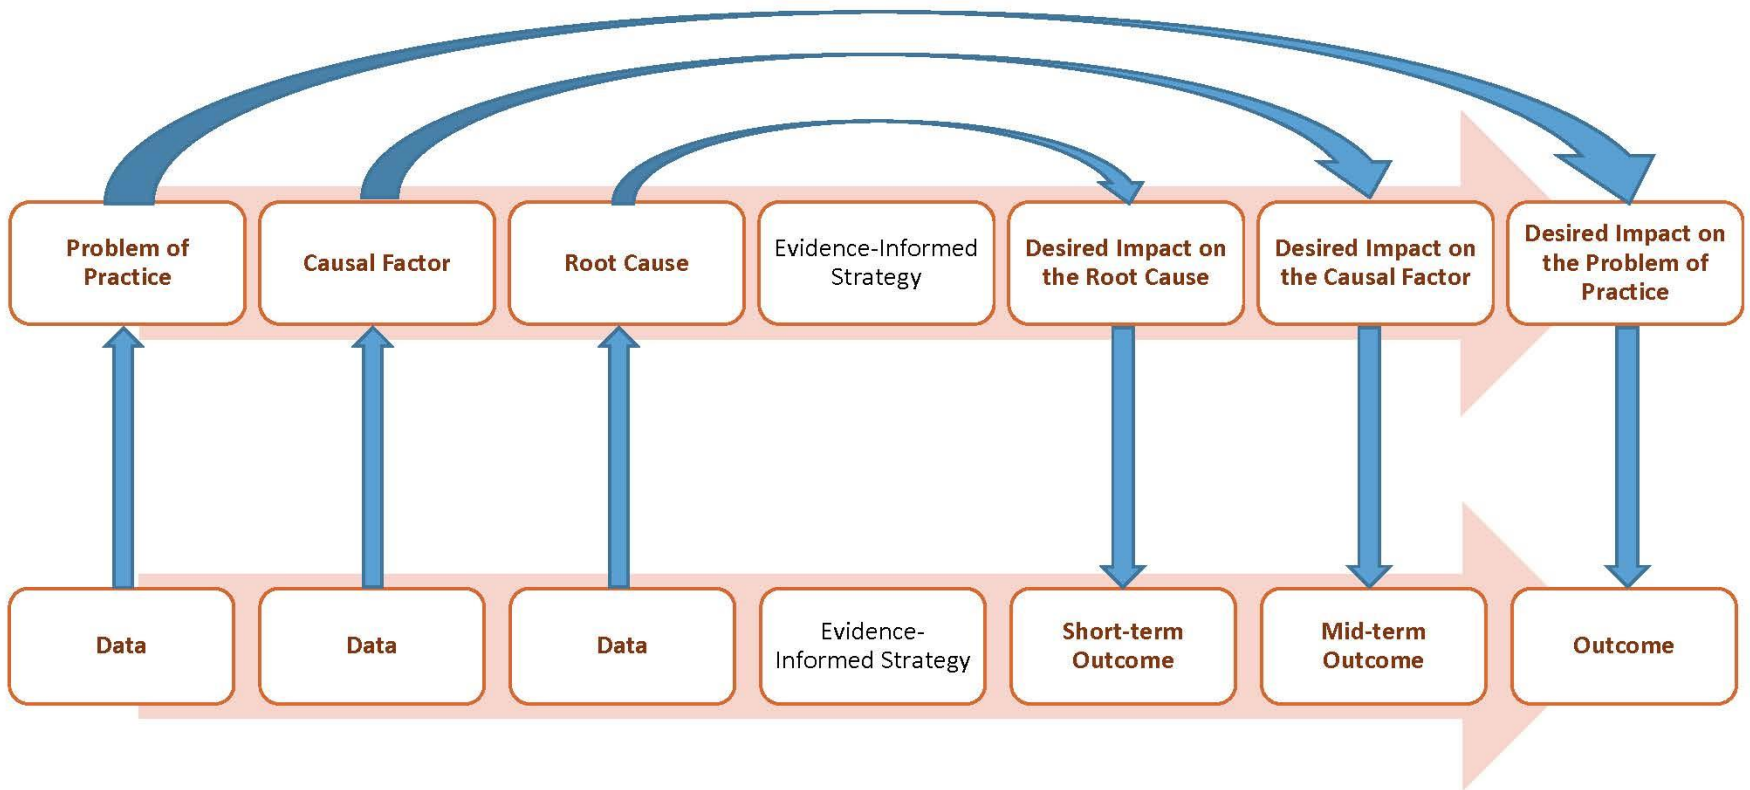 Problem of
Practice
Causal Factor
Root Cause
Evidence-Informed
Strategy
Desired Impact on
the Root Cause
Desired Impact on
the Causal Factor
Desired Impact on
the Problem of
Practice
Data
Data
Data
Evidence-
Informed Strategy
Short-term
Outcome
Mid-term
Outcome
Outcome